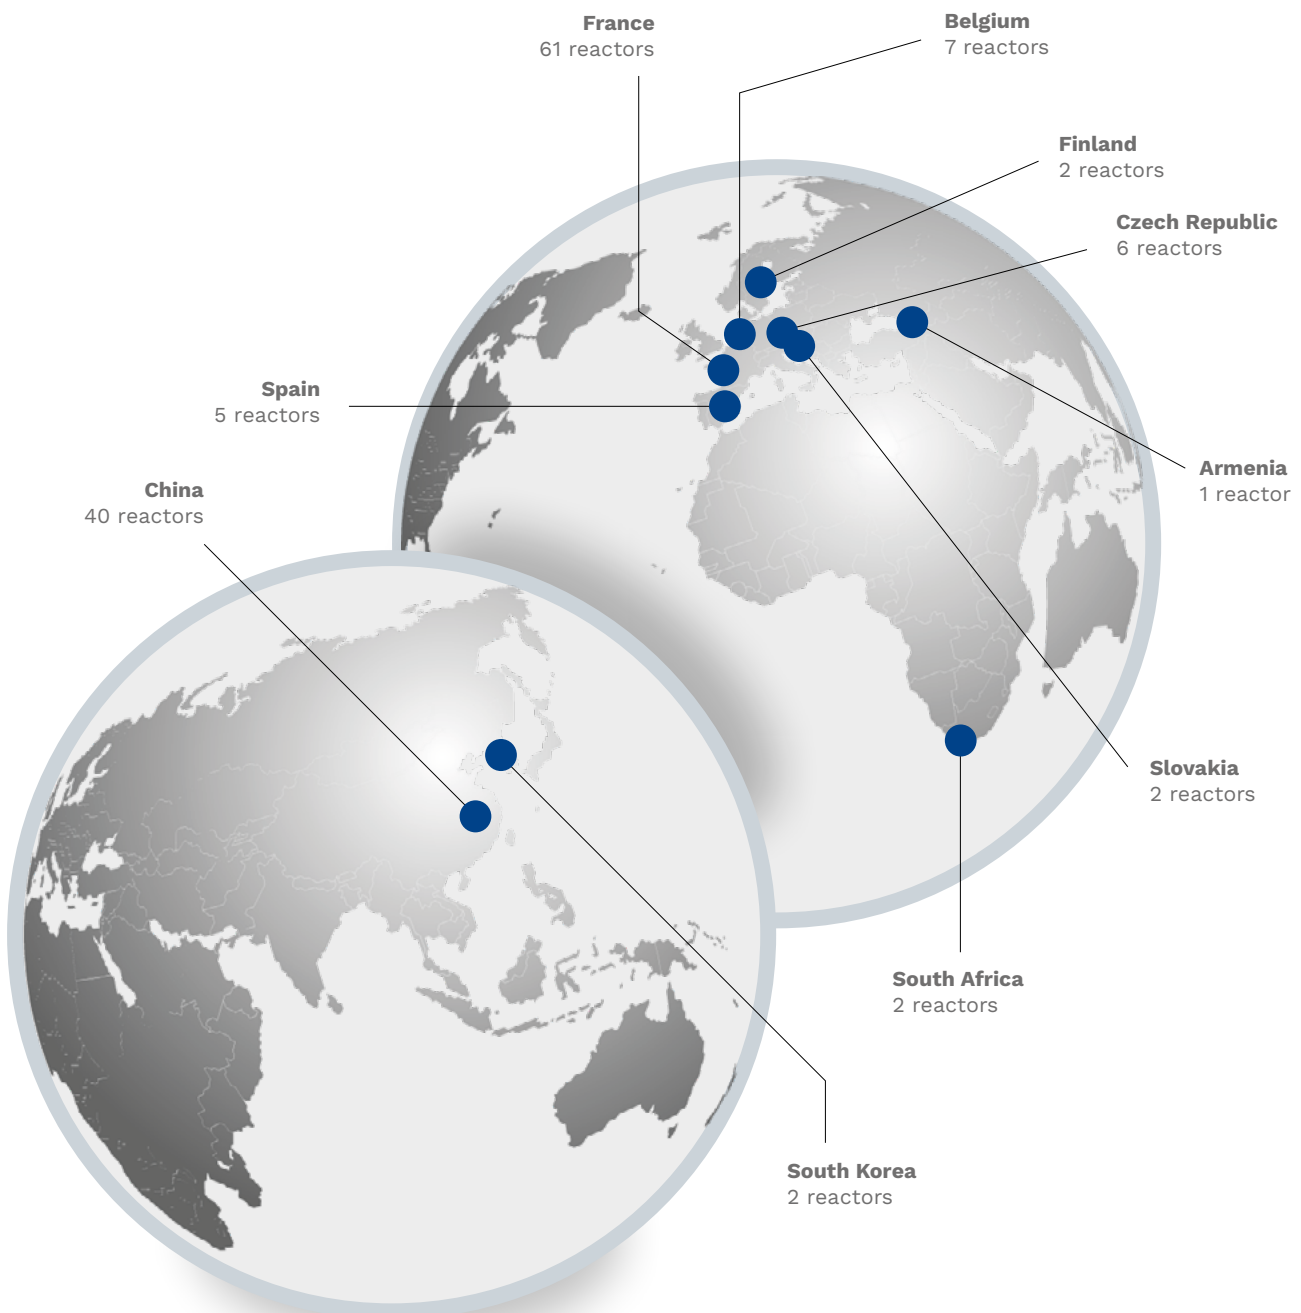 France
61 reactors
Belgium
7 reactors
Finland
2 reactors
Czech Republic
6 reactors
Spain
5 reactors
Armenia
1 reactor
China
40 reactors
Slovakia
2 reactors
South Africa
2 reactors
South Korea
2 reactors